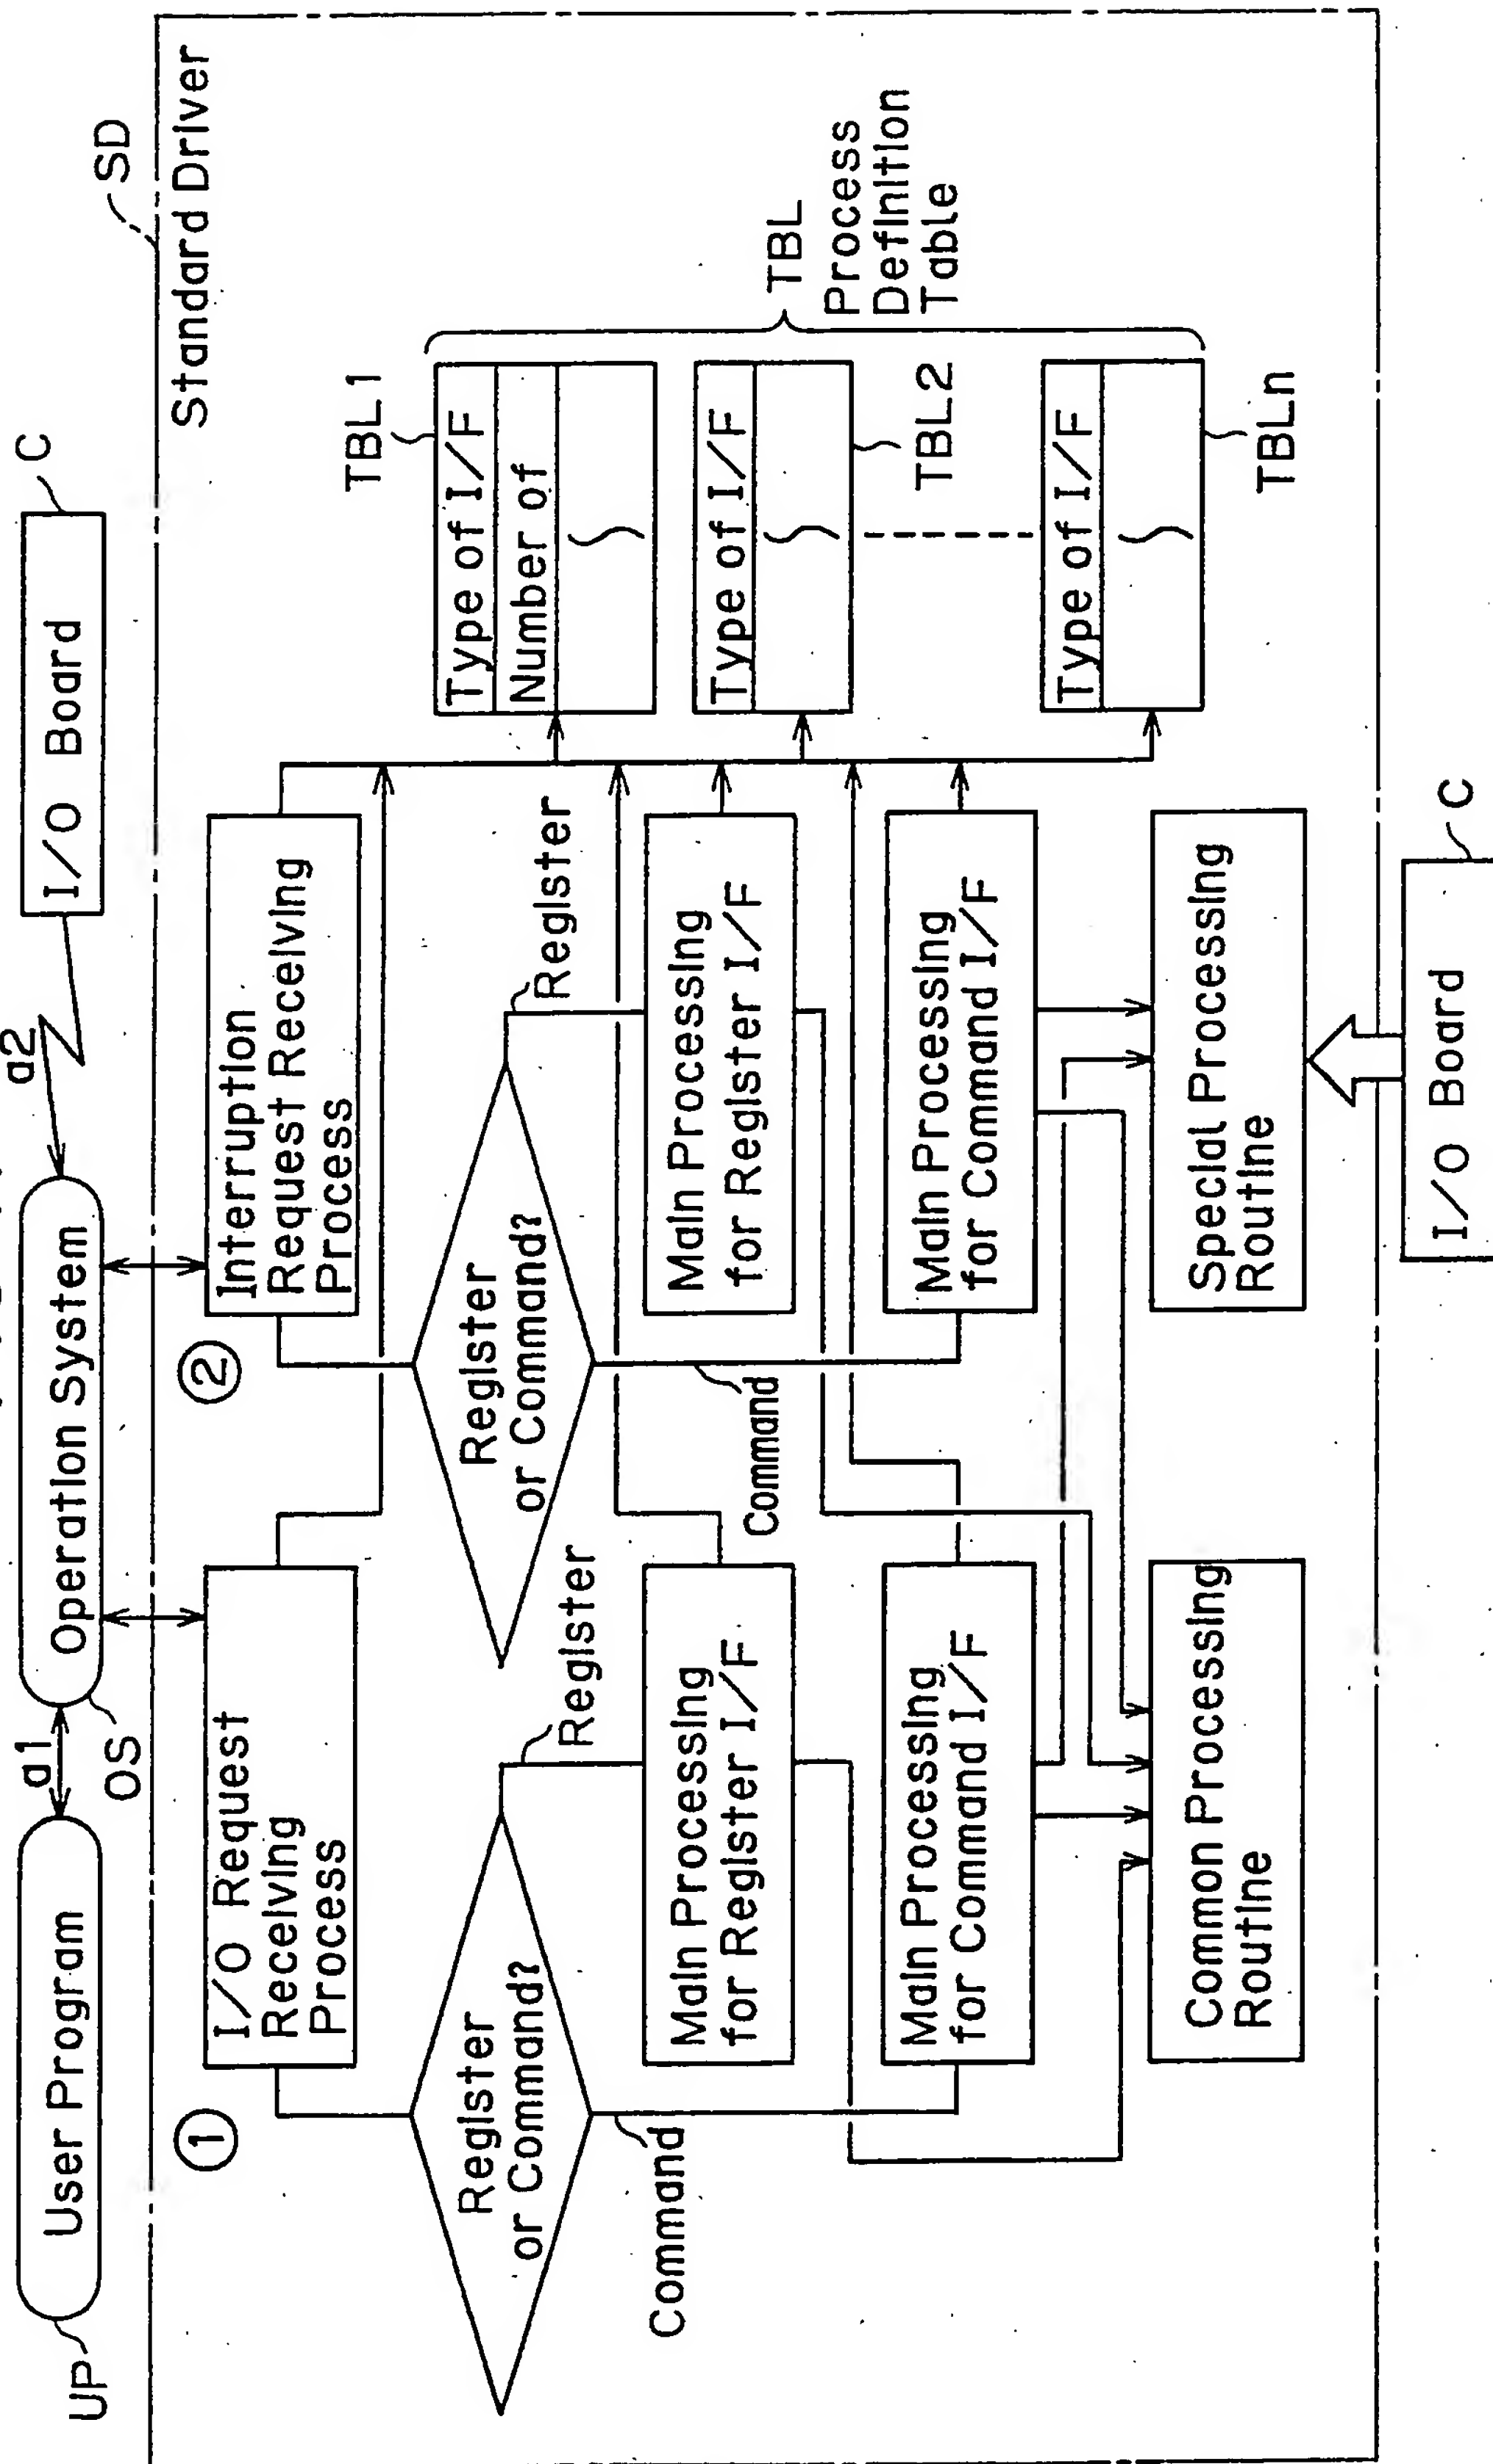 UP
User Program
a1
OS
Operation System
a2
I/O Board
C
SD
Standard Driver
1
I/O Request
Receiving
Process
2
Interruption
Request Receiving
Process
Register
or Command?
Register
Command
Register
or Command?
Register
Command
Main Processing
for Register I/F
Main Processing
for Register I/F
Main Processing
for Command I/F
Main Processing
for Command I/F
Common Processing
Routine
Special Processing
Routine
TBL1
Type of I/F
Number of
Type of I/F
TBL2
Type of I/F
TBLn
TBL
Process
Definition
Table
I/O Board
C